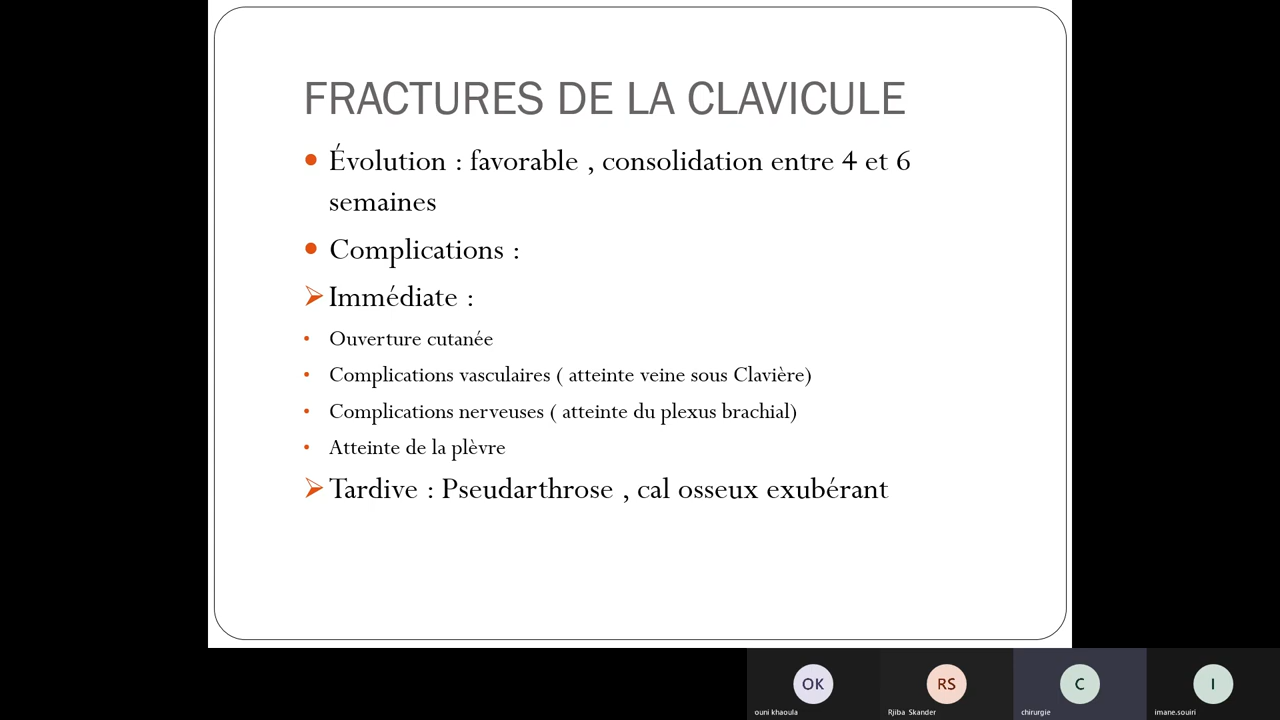 FRACTURES DE LA CLAVICULE
• Évolution : favorable , consolidation entre 4 et 6
semaines
• Complications :
➢ Immédiate :
• Ouverture cutanée
• Complications vasculaires ( atteinte veine sous Clavière)
• Complications nerveuses ( atteinte du plexus brachial)
• Atteinte de la plèvre
➢ Tardive : Pseudarthrose , cal osseux exubérant
OK
RS
C
I
ouni khaoula
Rjiba Skander
chirurgie
imane.souiri